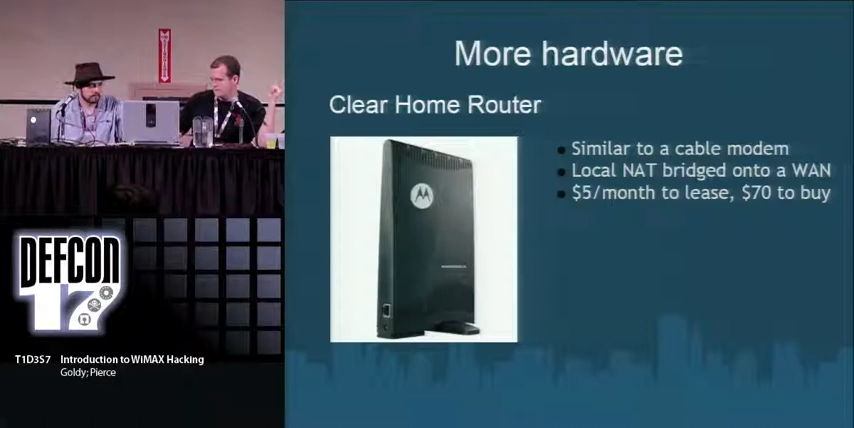 More hardware
Clear Home Router
Similar to a cable modem
Local NAT bridged onto a WAN
$5/month to lease, $70 to buy
DEFCON
17
T1D3S7 Introduction to WiMAX Hacking
Goldy; Pierce